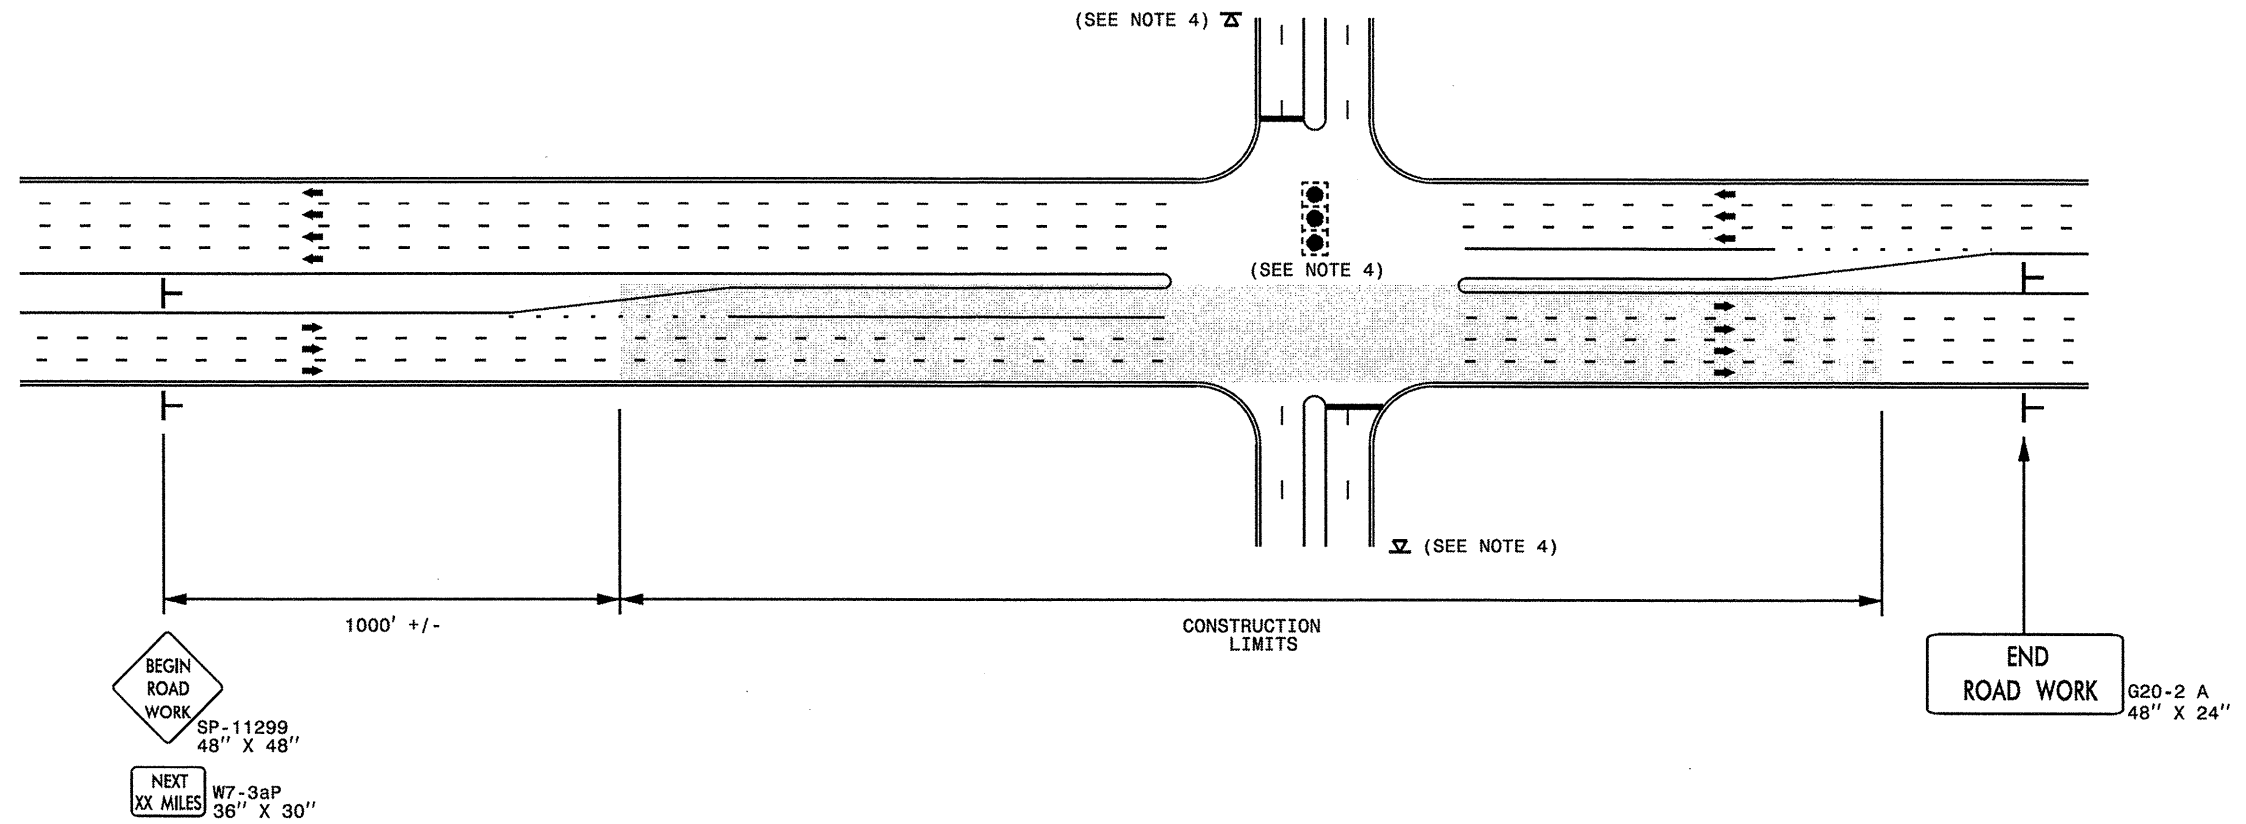 (SEE NOTE 4)
(SEE NOTE 4)
(SEE NOTE 4)
1000' +/-
CONSTRUCTION
LIMITS
BEGIN
ROAD
WORK
SP-11299
48" X 48"
NEXT
XX MILES
W7-3aP
36" X 30"
END
ROAD WORK
G20-2 A
48" X 24"